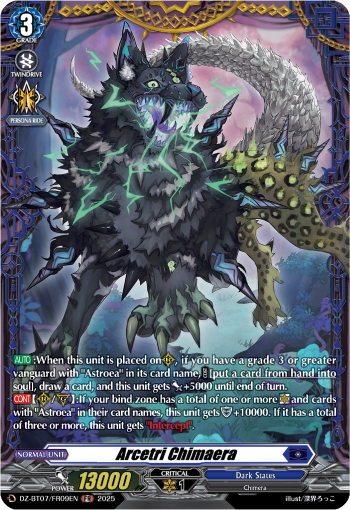 3
GRADE
TWINDRIVE
PERSONA RIDE
AUTO:When this unit is placed on, if you have a grade 3 or greater
vanguard with "Astroea" in its card name, [put a card from hand into
soul], draw a card, and this unit gets +5000 until end of turn.
CONT【/】:If your bind zone has a total of one or more and cards
with "Astroea" in their card names, this unit gets +10000. If it has a total
of three or more, this unit gets "Intercept".
NORMAL UNIT
Arcetri Chimaera
POWER 13000
CRITICAL
1
Dark States
Chimera
DZ-BT07/FR09EN FR 2025
illust/深界ろっこ